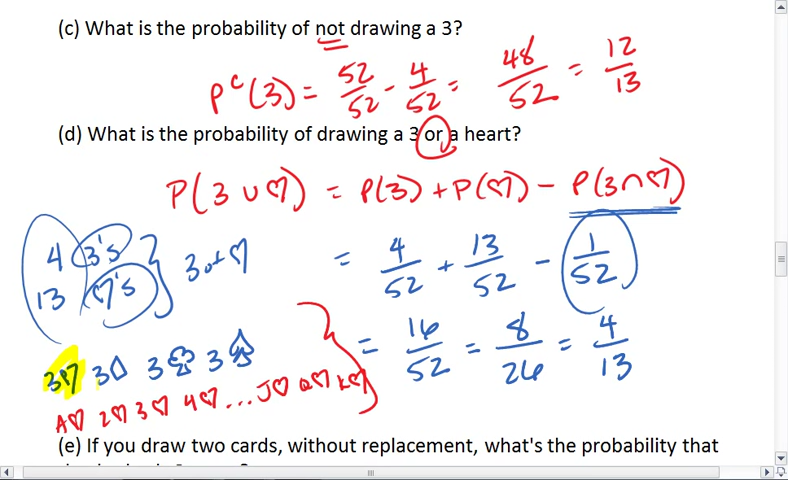 (c) What is the probability of not drawing a 3?
P^c(3) = 52/52 - 4/52 = 48/52 = 12/13
(d) What is the probability of drawing a 3 or a heart?
P(3 ∪ ♡) = P(3) + P(♡) - P(3 ∩ ♡)
4 3's
13 ♡'s } 3 or ♡ = 4/52 + 13/52 - 1/52
3♡ 3♢ 3♧ 3♤ = 16/52 = 8/26 = 4/13
A♡ 2♡ 3♡ 4♡ ... J♡ Q♡ K♡
(e) If you draw two cards, without replacement, what's the probability that